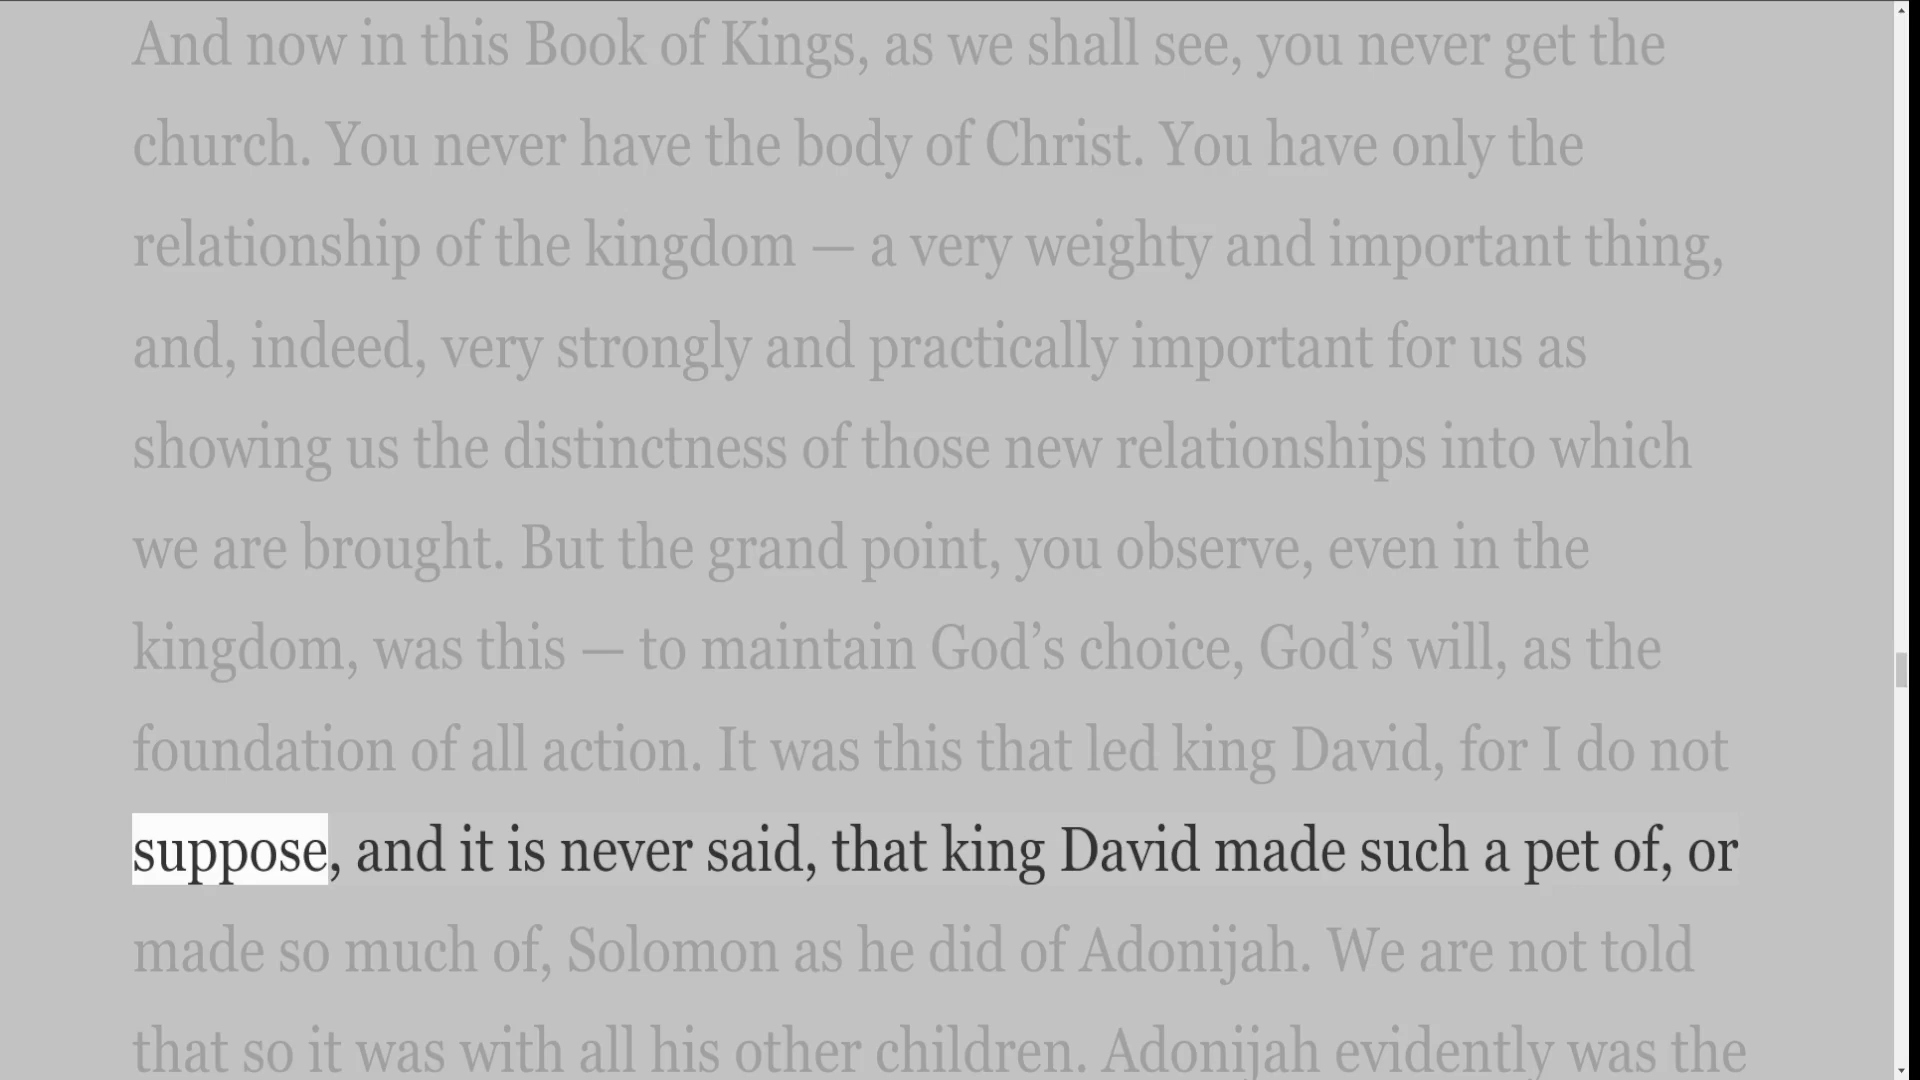 And now in this Book of Kings, as we shall see, you never get the
church. You never have the body of Christ. You have only the
relationship of the kingdom — a very weighty and important thing,
and, indeed, very strongly and practically important for us as
showing us the distinctness of those new relationships into which
we are brought. But the grand point, you observe, even in the
kingdom, was this — to maintain God’s choice, God’s will, as the
foundation of all action. It was this that led king David, for I do not
suppose, and it is never said, that king David made such a pet of, or
made so much of, Solomon as he did of Adonijah. We are not told
that so it was with all his other children. Adonijah evidently was the